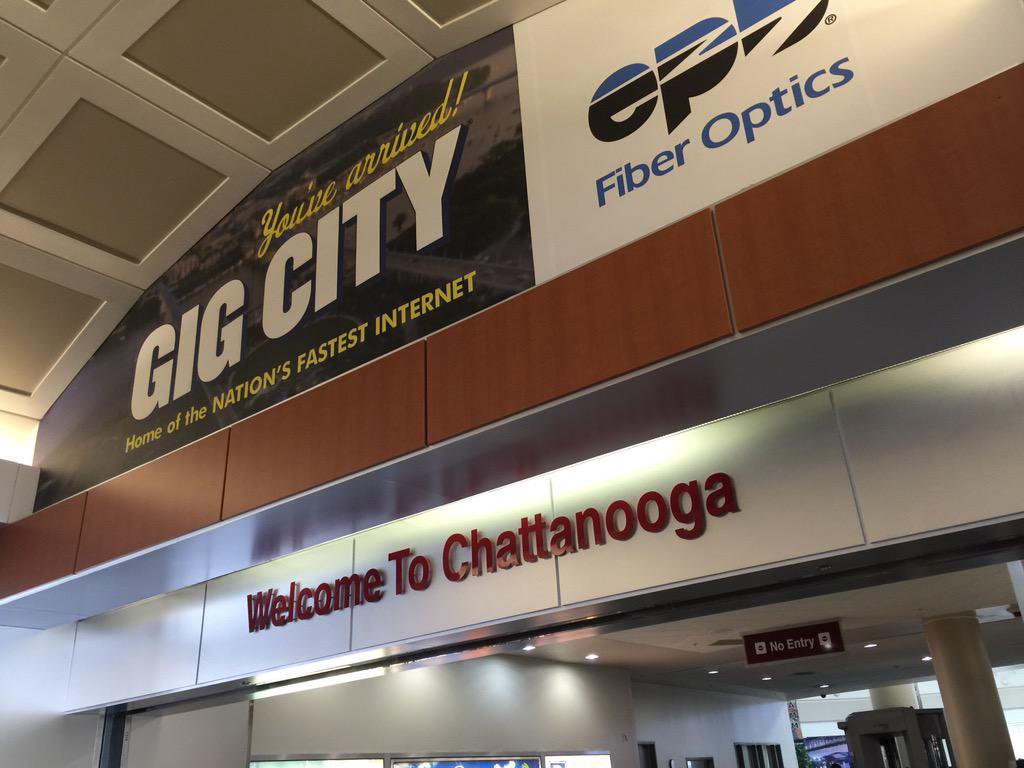 You've arrived!
GIG CITY
Home of the NATION'S FASTEST INTERNET
epb®
Fiber Optics
Welcome To Chattanooga
No Entry